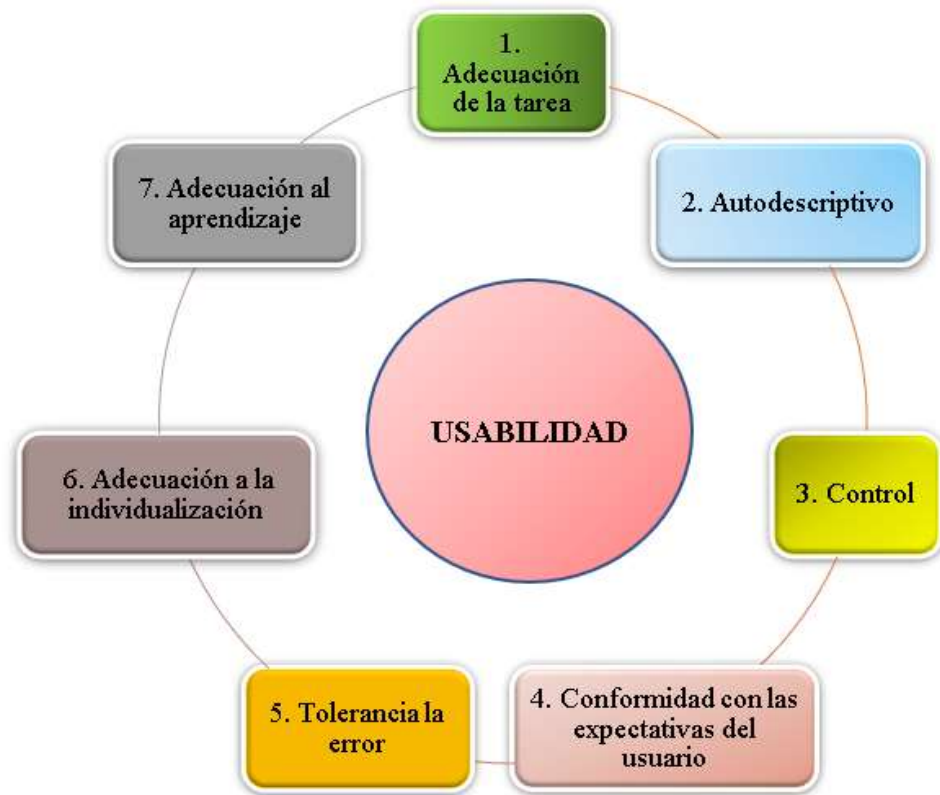 1.
Adecuación
de la tarea
2. Autodescriptivo
3. Control
4. Conformidad con las
expectativas del
usuario
5. Tolerancia la
error
6. Adecuación a la
individualización
7. Adecuación al
aprendizaje
USABILIDAD